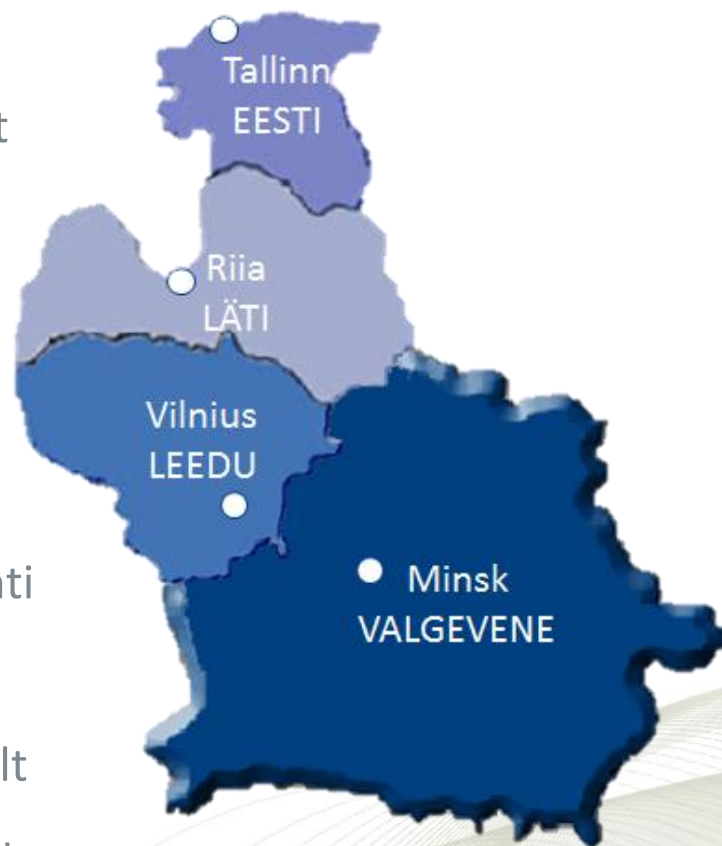 Tallinn
EESTI
Riia
LÄTI
Vilnius
LEEDU
Minsk
VALGEVENE